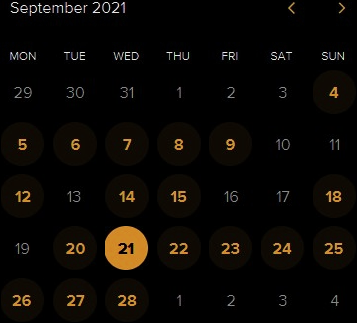 September 2021
MON TUE WED THU FRI SAT SUN
29 30 31 1 2 3 4
5 6 7 8 9 10 11
12 13 14 15 16 17 18
19 20 21 22 23 24 25
26 27 28 1 2 3 4